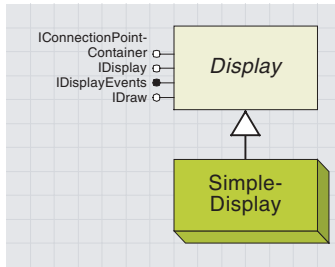 IConnectionPoint-
Container
IDisplay
IDisplayEvents
IDraw
Display
Simple-
Display